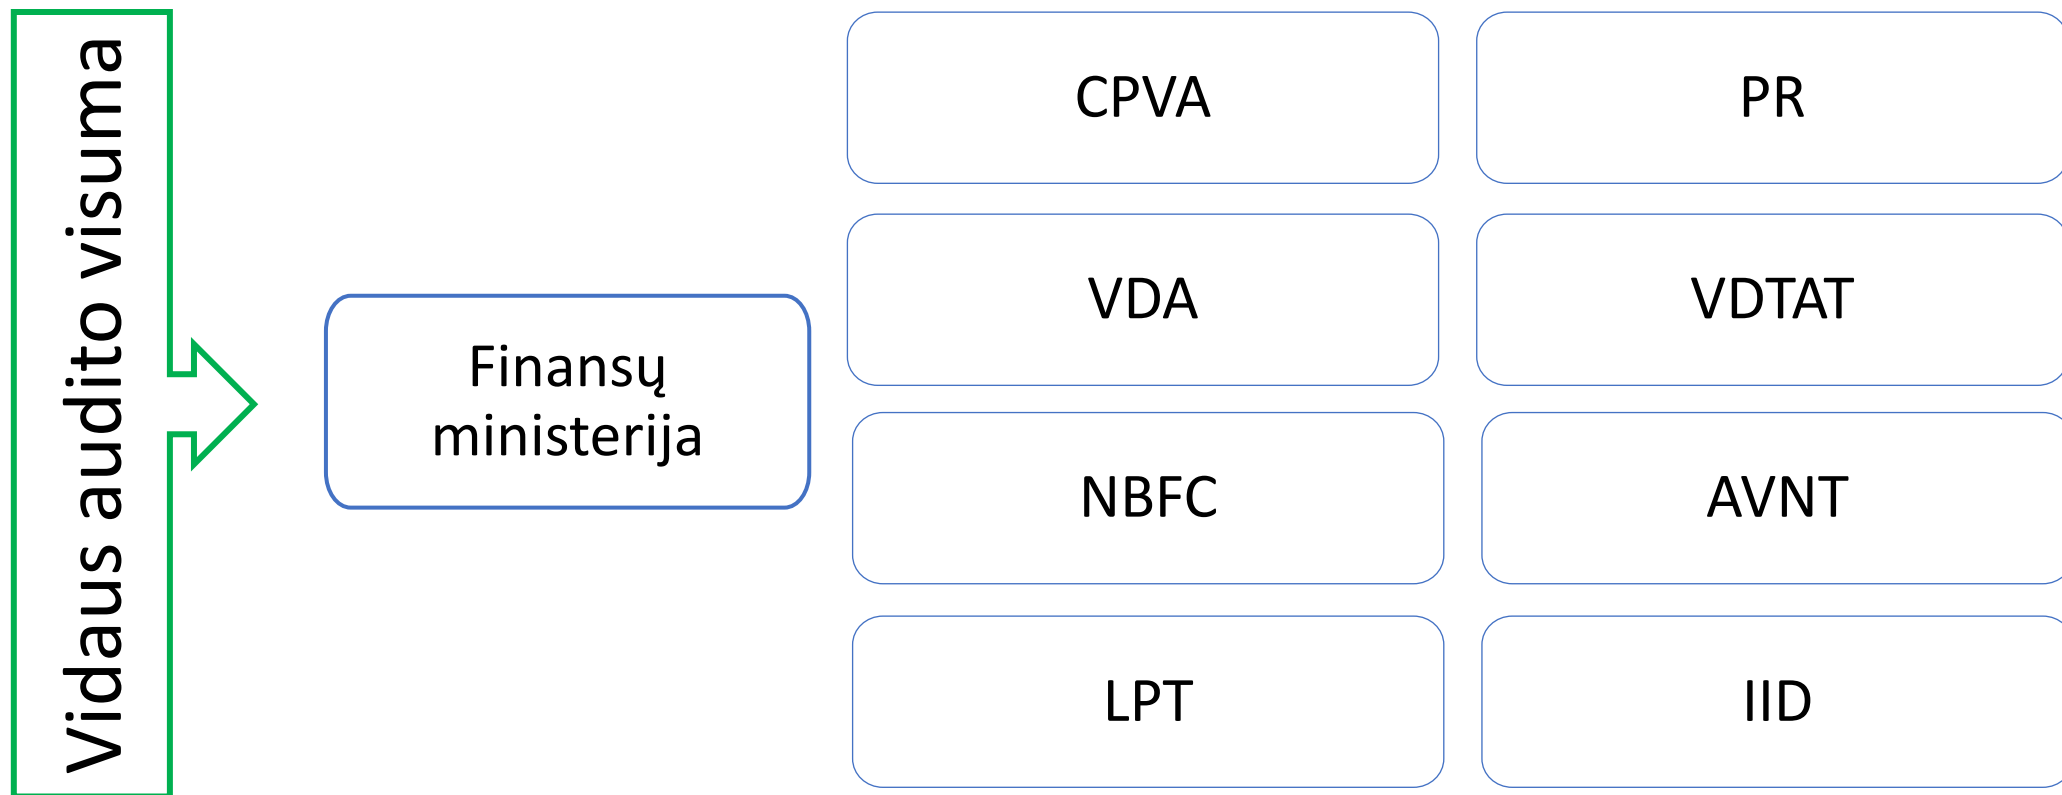 Vidaus audito visuma
Finansų
ministerija
CPVA
PR
VDA
VDTAT
NBFC
AVNT
LPT
IID